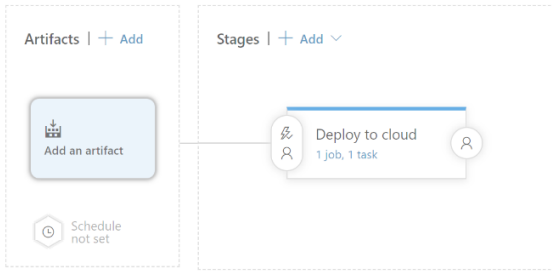 Artifacts | + Add
Stages | + Add
Add an artifact
Deploy to cloud
1 job, 1 task
Schedule
not set